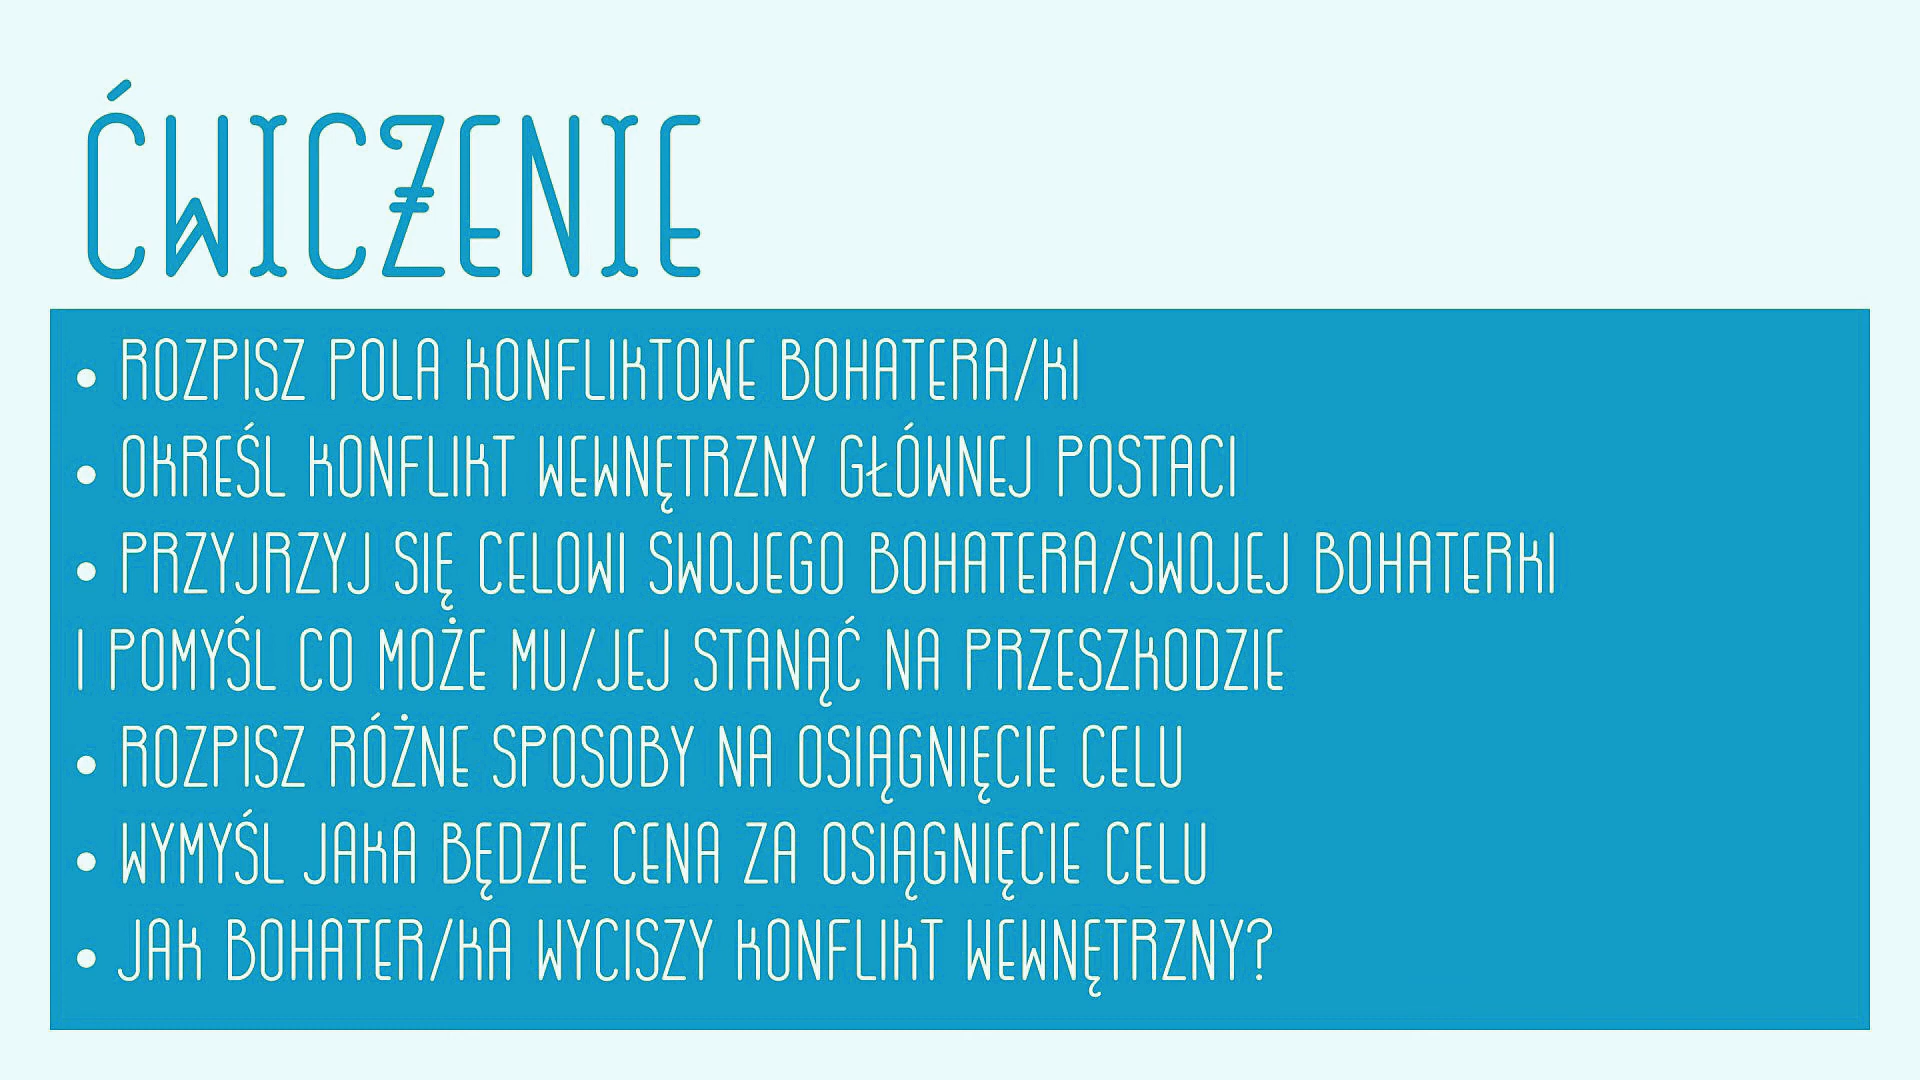 ĆWICZENIE
• ROZPISZ POLA KONFLIKTOWE BOHATERA/KI
• OKREŚL KONFLIKT WEWNĘTRZNY GŁÓWNEJ POSTACI
• PRZYJRZYJ SIĘ CELOWI SWOJEGO BOHATERA/SWOJEJ BOHATERKI
I POMYŚL CO MOŻE MU/JEJ STANĄĆ NA PRZESZKODZIE
• ROZPISZ RÓŻNE SPOSOBY NA OSIĄGNIĘCIE CELU
• WYMYŚL JAKA BĘDZIE CENA ZA OSIĄGNIĘCIE CELU
• JAK BOHATER/KA WYCISZY KONFLIKT WEWNĘTRZNY?